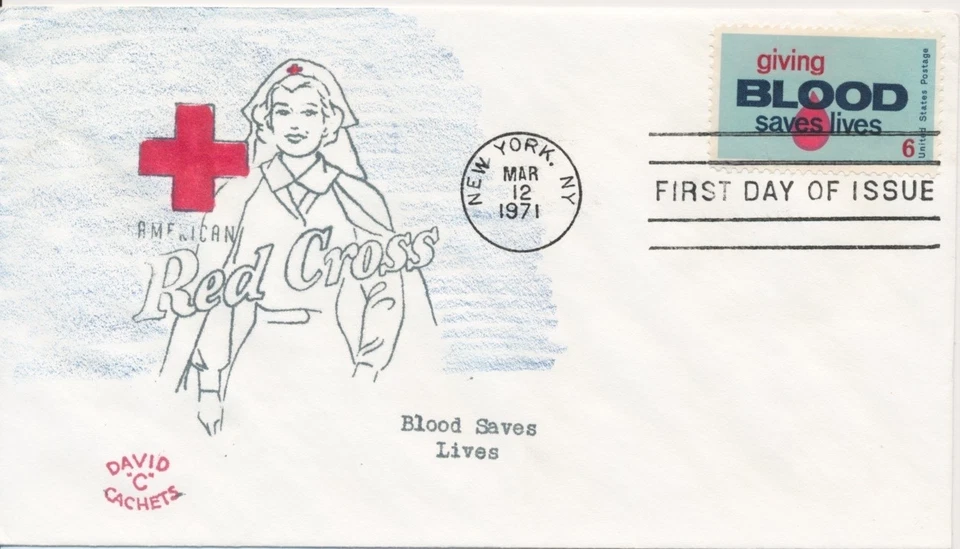 AMERICAN
Red Cross
NEW YORK, NY
MAR
12
1971
giving
BLOOD
saves lives
6
United States Postage
FIRST DAY OF ISSUE
Blood Saves
Lives
DAVID
"C"
CACHETS